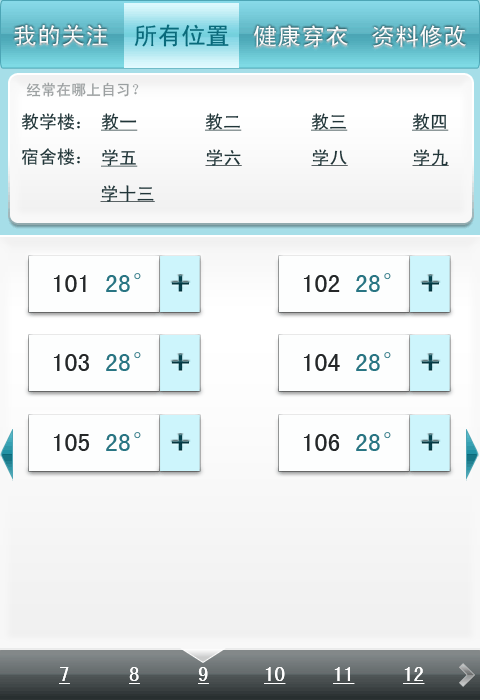 我的关注 所有位置 健康穿衣 资料修改
经常在哪上自习?
教学楼: 教一 教二 教三 教四
宿舍楼: 学五 学六 学八 学九
学十三
101 28° + 102 28° +
103 28° + 104 28° +
105 28° + 106 28° +
7 8 9 10 11 12